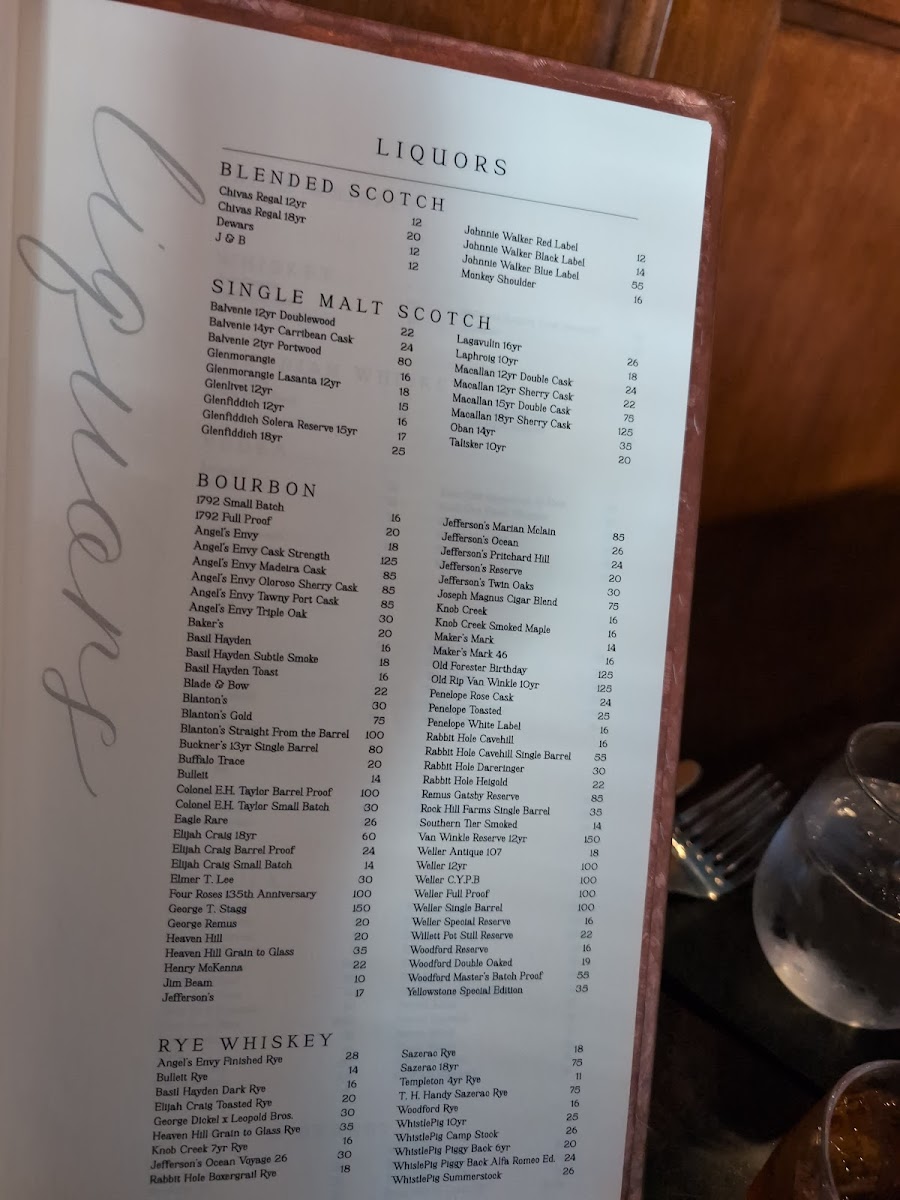 liquors
LIQUORS
BLENDED SCOTCH
Chivas Regal 12yr 12
Chivas Regal 18yr 20
Dewars 12
J & B 12
Johnnie Walker Red Label 12
Johnnie Walker Black Label 14
Johnnie Walker Blue Label 55
Monkey Shoulder 16
SINGLE MALT SCOTCH
Balvenie 12yr Doublewood 22
Balvenie 14yr Carribean Cask 24
Balvenie 21yr Portwood 80
Glenmorangie 16
Glenmorangie Lasanta 12yr 18
Glenlivet 12yr 15
Glenfiddich 12yr 16
Glenfiddich Solera Reserve 15yr 17
Glenfiddich 18yr 25
Lagavulin 16yr 26
Laphroig 10yr 18
Macallan 12yr Double Cask 24
Macallan 12yr Sherry Cask 22
Macallan 15yr Double Cask 75
Macallan 18yr Sherry Cask 125
Oban 14yr 35
Talisker 10yr 20
BOURBON
1792 Small Batch 16
1792 Full Proof 20
Angel's Envy 18
Angel's Envy Cask Strength 125
Angel's Envy Madeira Cask 85
Angel's Envy Oloroso Sherry Cask 85
Angel's Envy Tawny Port Cask 85
Angel's Envy Triple Oak 30
Baker's 20
Basil Hayden 16
Basil Hayden Subtle Smoke 18
Basil Hayden Toast 16
Blade & Bow 22
Blanton's 30
Blanton's Gold 75
Blanton's Straight From the Barrel 100
Buckner's 13yr Single Barrel 80
Buffalo Trace 20
Bulleit 14
Colonel E.H. Taylor Barrel Proof 100
Colonel E.H. Taylor Small Batch 30
Eagle Rare 26
Elijah Craig 18yr 60
Elijah Craig Barrel Proof 24
Elijah Craig Small Batch 14
Elmer T. Lee 30
Four Roses 135th Anniversary 100
George T. Stagg 150
George Remus 20
Heaven Hill 20
Heaven Hill Grain to Glass 35
Henry McKenna 22
Jim Beam 10
Jefferson's 17
Jefferson's Marian Mclain 85
Jefferson's Ocean 26
Jefferson's Pritchard Hill 24
Jefferson's Reserve 20
Jefferson's Twin Oaks 30
Joseph Magnus Cigar Blend 75
Knob Creek 16
Knob Creek Smoked Maple 16
Maker's Mark 14
Maker's Mark 46 16
Old Forester Birthday 125
Old Rip Van Winkle 10yr 125
Penelope Rose Cask 24
Penelope Toasted 25
Penelope White Label 16
Rabbit Hole Cavehill 16
Rabbit Hole Cavehill Single Barrel 55
Rabbit Hole Dareringer 30
Rabbit Hole Heigold 22
Remus Gatsby Reserve 85
Rock Hill Farms Single Barrel 35
Southern Tier Smoked 14
Van Winkle Reserve 12yr 150
Weller Antique 107 18
Weller 12yr 100
Weller C.Y.P.B 100
Weller Full Proof 100
Weller Single Barrel 100
Weller Special Reserve 16
Willett Pot Still Reserve 22
Woodford Reserve 16
Woodford Double Oaked 19
Woodford Master's Batch Proof 55
Yellowstone Special Edition 35
RYE WHISKEY
Angel's Envy Finished Rye 28
Bulleit Rye 14
Basil Hayden Dark Rye 16
Elijah Craig Toasted Rye 20
George Dickel x Leopold Bros. 30
Heaven Hill Grain to Glass Rye 35
Knob Creek 7yr Rye 16
Jefferson's Ocean Voyage 26 30
Rabbit Hole Boxergrail Rye 18
Sazerac Rye 18
Sazerac 18yr 75
Templeton 4yr Rye 11
T. H. Handy Sazerac Rye 75
Woodford Rye 16
WhistlePig 10yr 25
WhistlePig Camp Stock 26
WhistlePig Piggy Back 6yr 20
WhislePig Piggy Back Alfa Romeo Ed. 24
WhistlePig Summerstock 26